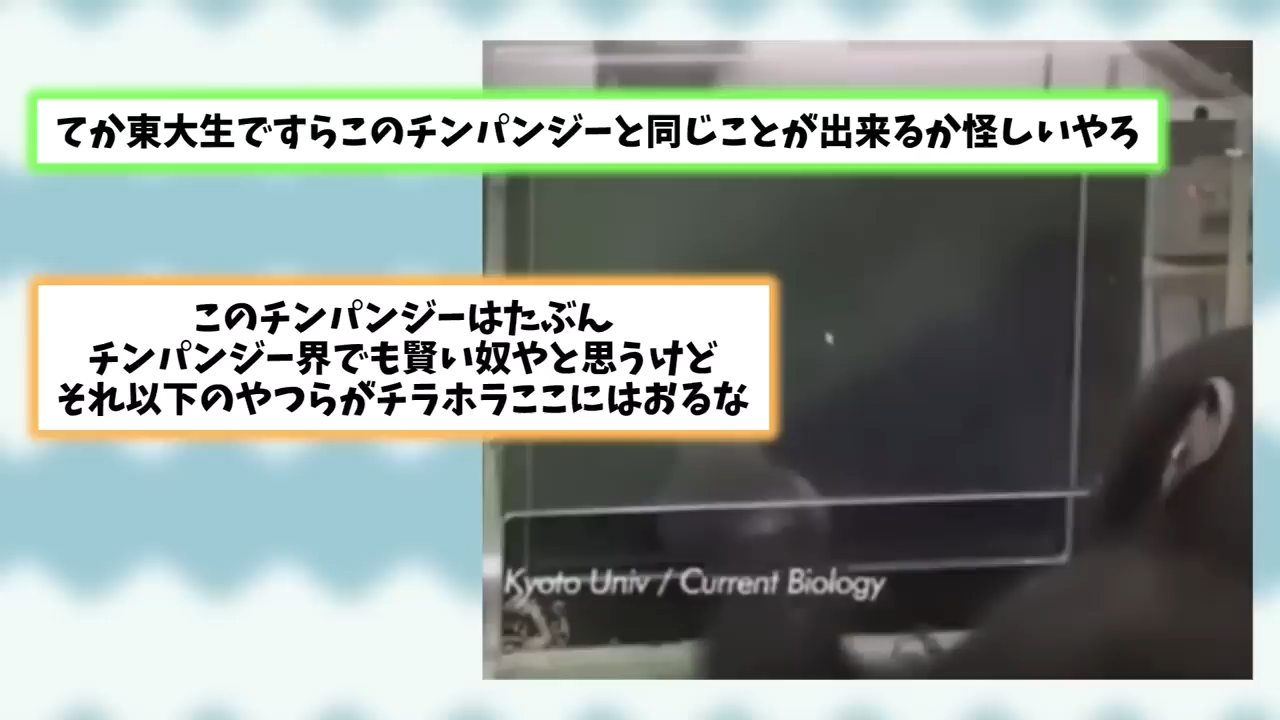 てか東大生ですらこのチンパンジーと同じことが出来るか怪しいやろ
このチンパンジーはたぶん
チンパンジー界でも賢い奴やと思うけど
それ以下のやつらがチラホラここにはおるな
Kyoto Univ / Current Biology